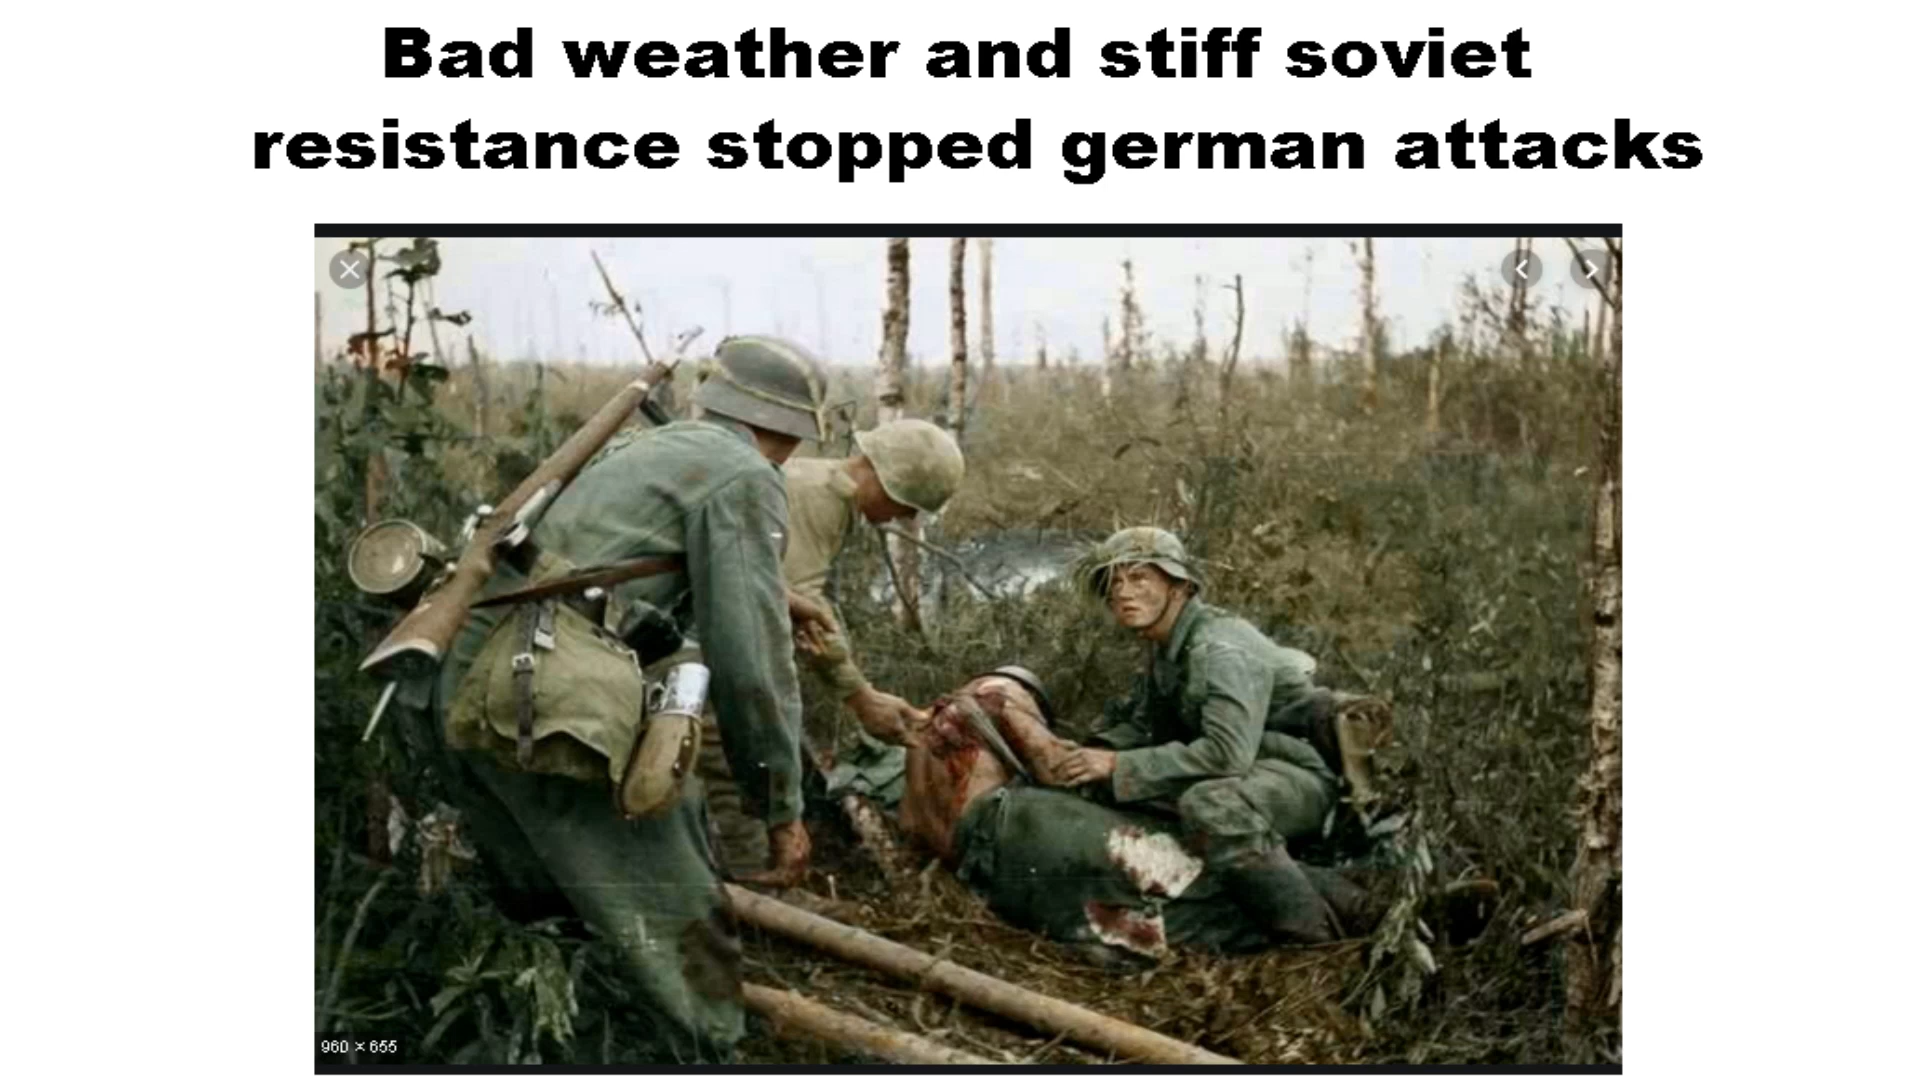 Bad weather and stiff soviet
resistance stopped german attacks
960 × 655